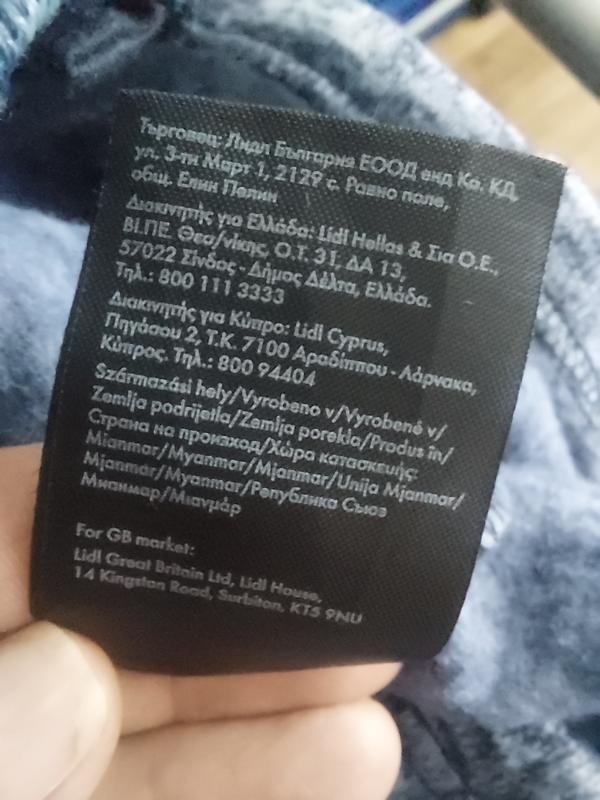 Търговец: Лидл България ЕООД енд Ко. КД,
ул. 3-ти Март 1, 2129 с. Равно поле,
общ. Елин Пелин
Διακινητής για Ελλάδα: Lidl Hellas & Σια Ο.Ε.,
ΒΙ.ΠΕ. Θεσ/νίκης, Ο.Τ. 31, ΔΑ 13,
57022 Σίνδος - Δήμος Δέλτα, Ελλάδα.
Τηλ.: 800 111 3333
Διακινητής για Κύπρο: Lidl Cyprus,
Πηγάσου 2, Τ.Κ. 7100 Αραδίππου - Λάρνακα,
Κύπρος. Τηλ.: 800 94404
Származási hely/Vyrobeno v/Vyrobené v/
Zemlja podrijetla/Zemlja porekla/Produs în/
Страна на произход/Χώρα κατασκευής:
Mianmar/Myanmar/Mjanmar/Unija Mjanmar/
Mjanmar/Myanmar/Република Съюз
Мианмар/Μιανμάρ
For GB market:
Lidl Great Britain Ltd, Lidl House,
14 Kingston Road, Surbiton, KT5 9NU